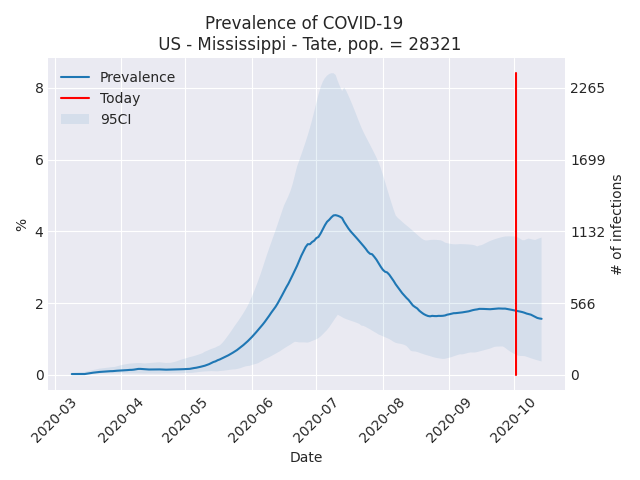 Prevalence of COVID-19
US - Mississippi - Tate, pop. = 28321
Prevalence
Today
95CI
8
6
4
2
0
%
2265
1699
1132
566
0
# of infections
2020-03
2020-04
2020-05
2020-06
2020-07
2020-08
2020-09
2020-10
Date